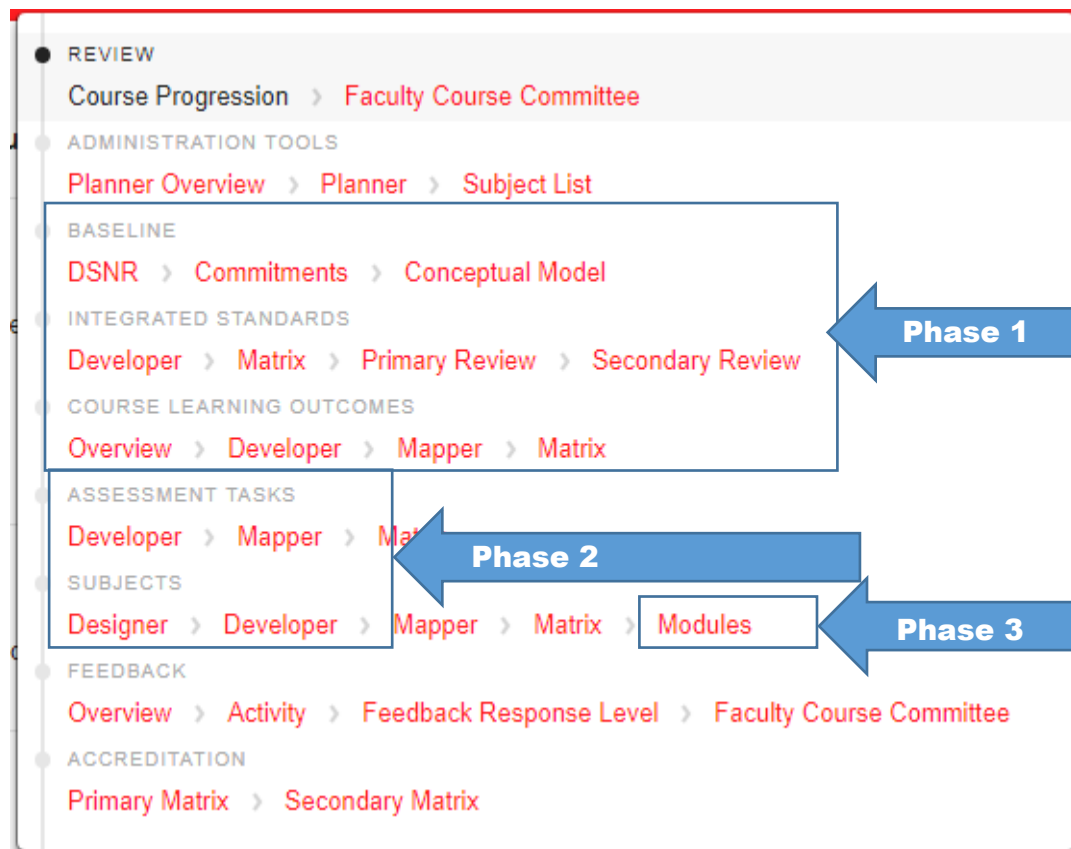 REVIEW
Course Progression > Faculty Course Committee
ADMINISTRATION TOOLS
Planner Overview > Planner > Subject List
BASELINE
DSNR > Commitments > Conceptual Model
INTEGRATED STANDARDS
Phase 1
Developer > Matrix > Primary Review > Secondary Review
COURSE LEARNING OUTCOMES
Overview > Developer > Mapper > Matrix
ASSESSMENT TASKS
Developer > Mapper >
Phase 2
SUBJECTS
Designer > Developer > Mapper > Matrix > Modules
Phase 3
FEEDBACK
Overview > Activity > Feedback Response Level > Faculty Course Committee
ACCREDITATION
Primary Matrix > Secondary Matrix